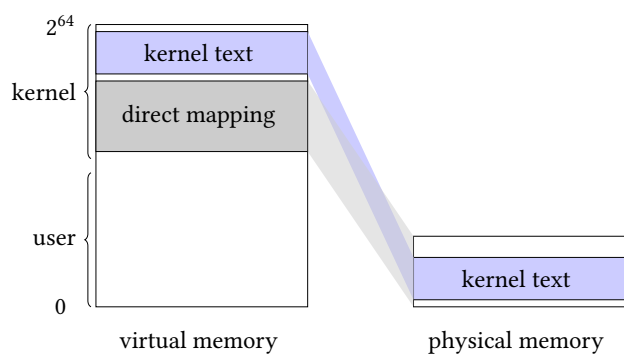 2^64
kernel text
kernel
direct mapping
user
kernel text
0
virtual memory
physical memory